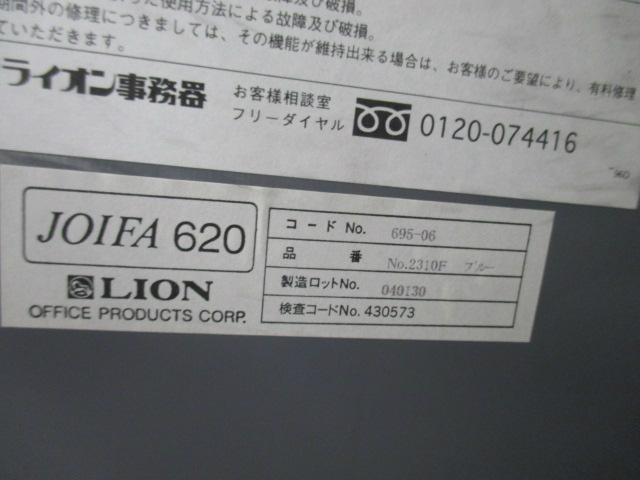 った使用方法による故障及び破損。
期間外の修理につきましては、その機能が維持出来る場合は、お客様のご要望により、有料修理
ていただきます。
ライオン事務器
お客様相談室
フリーダイヤル
0120-074416
960
JOIFA 620
LION
OFFICE PRODUCTS CORP.
コードNo. 695-06
品番 No.2310F ブルー
製造ロットNo. 040130
検査コードNo. 430573